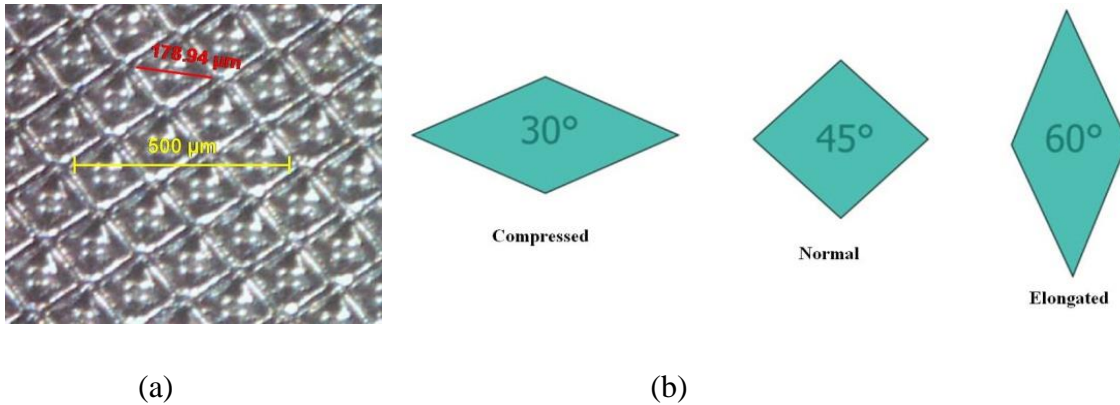 178.94 µm
500 µm
30°
45°
60°
Compressed
Normal
Elongated
(a)
(b)